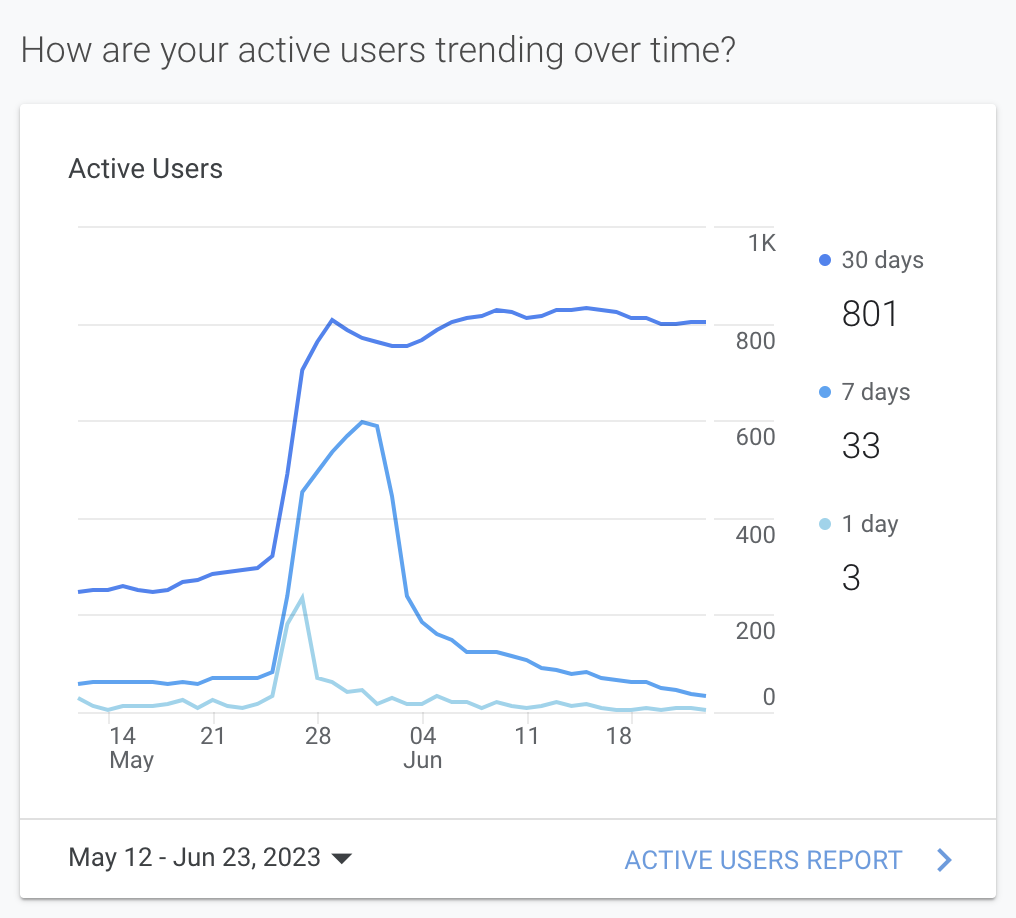 How are your active users trending over time?
Active Users
1K
800
600
400
200
0
14 21 28 04 11 18
May Jun
30 days
801
7 days
33
1 day
3
May 12 - Jun 23, 2023
ACTIVE USERS REPORT